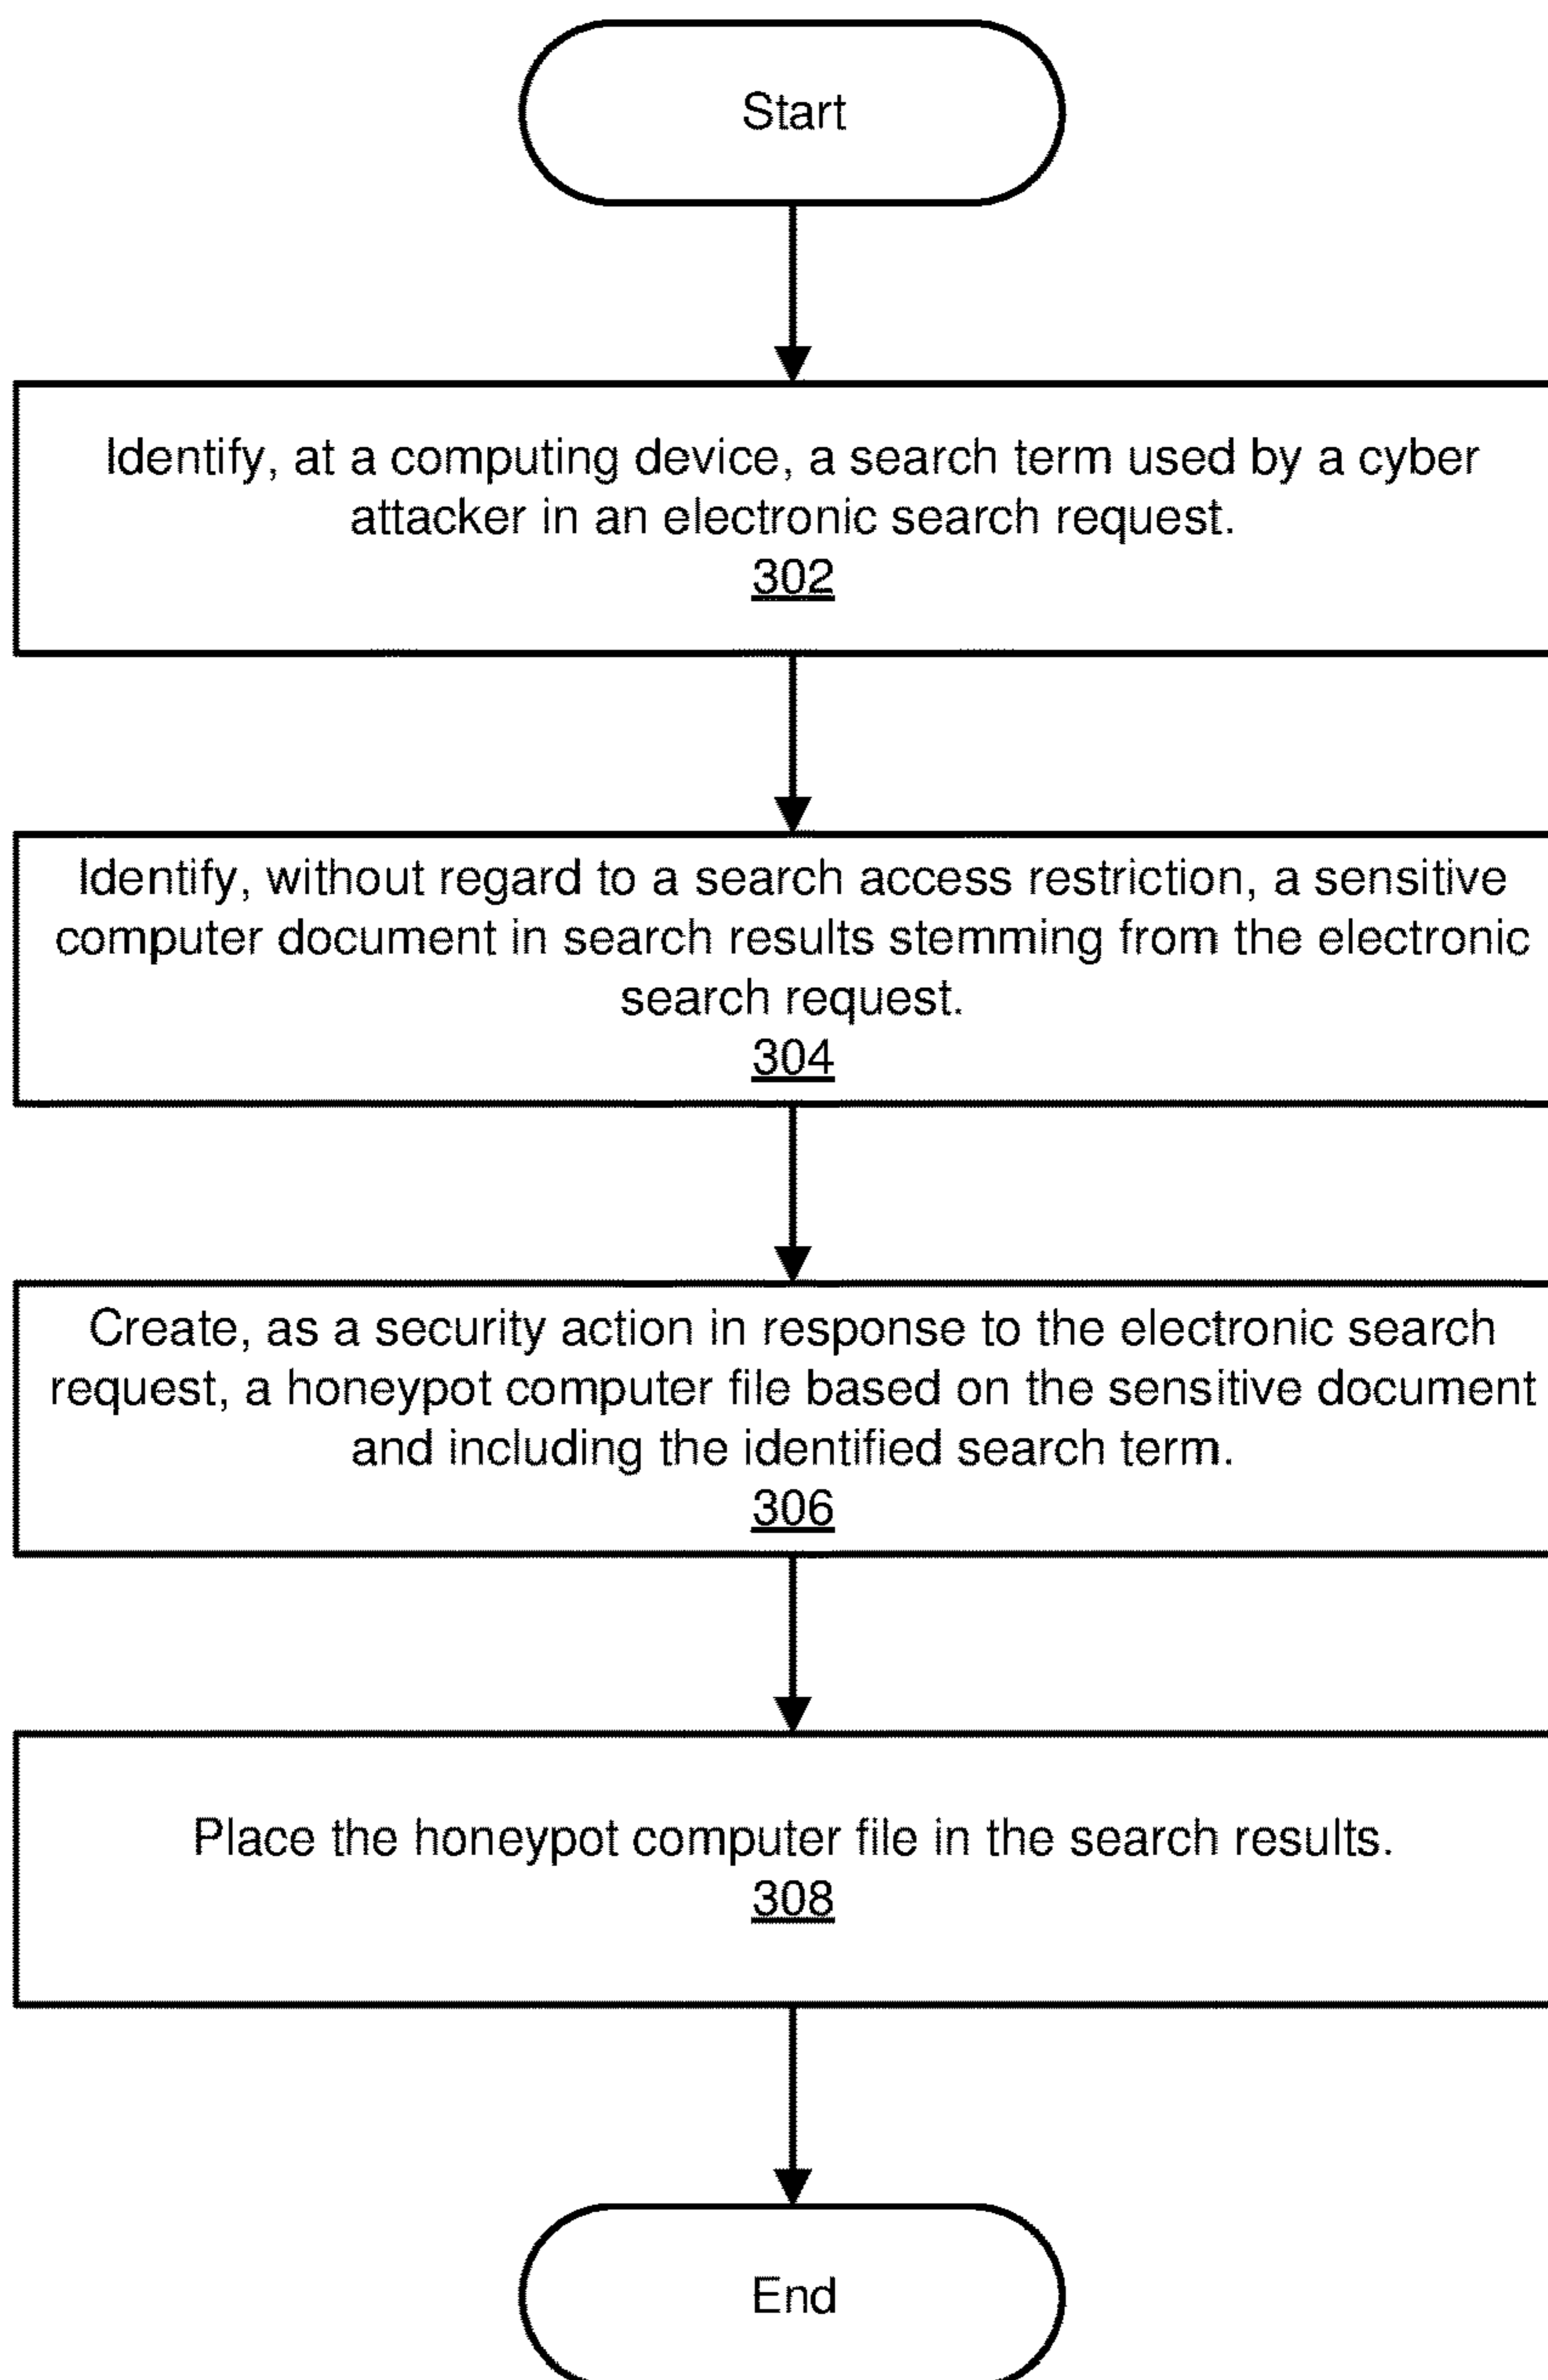 Start
Identify, at a computing device, a search term used by a cyber
attacker in an electronic search request.
302
Identify, without regard to a search access restriction, a sensitive
computer document in search results stemming from the electronic
search request.
304
Create, as a security action in response to the electronic search
request, a honeypot computer file based on the sensitive document
and including the identified search term.
306
Place the honeypot computer file in the search results.
308
End